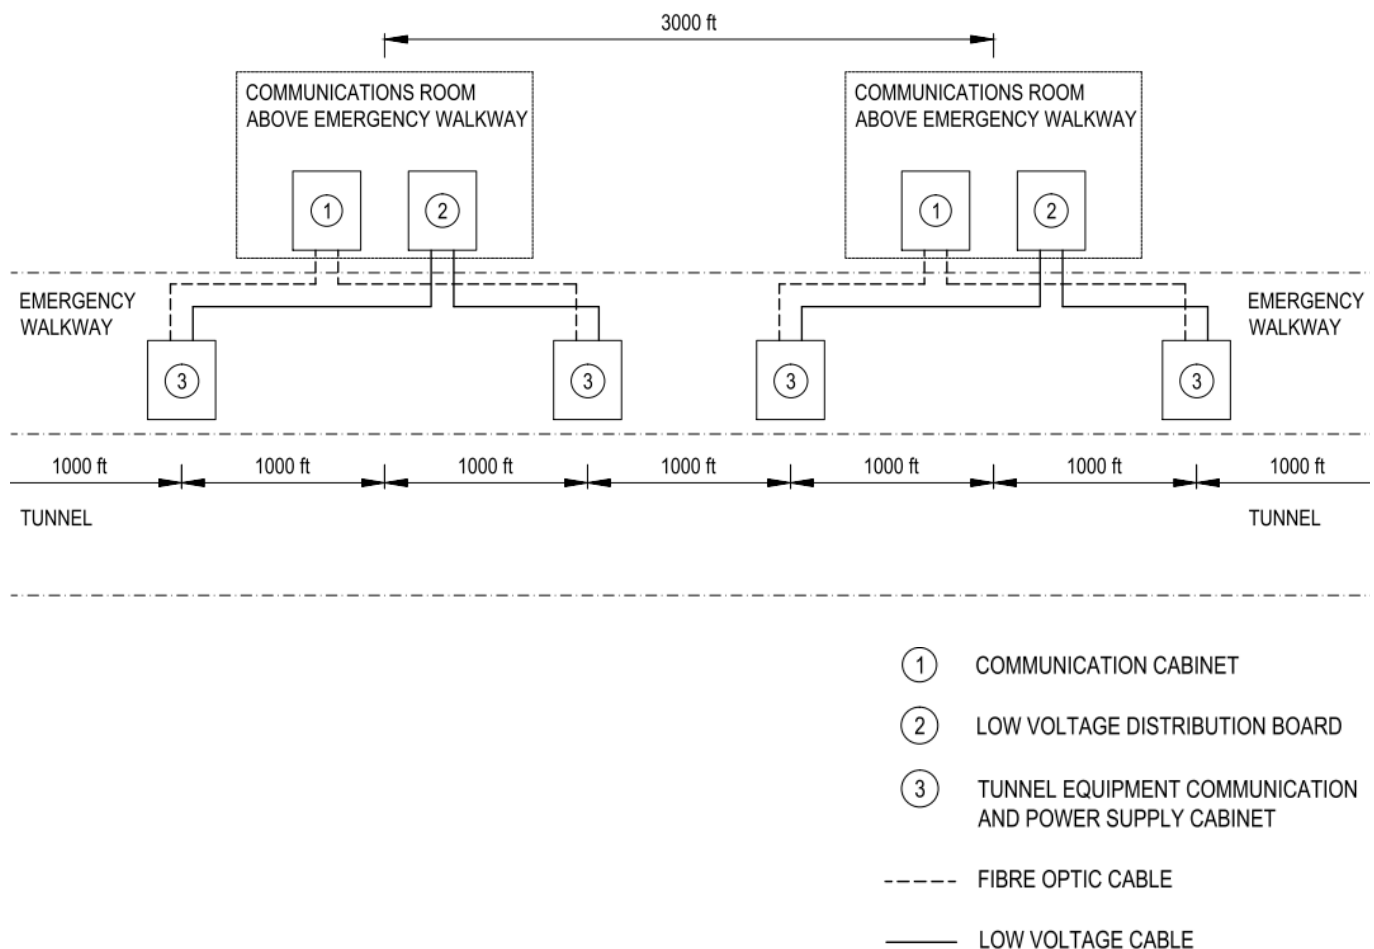 3000 ft
COMMUNICATIONS ROOM
ABOVE EMERGENCY WALKWAY
COMMUNICATIONS ROOM
ABOVE EMERGENCY WALKWAY
1
2
1
2
EMERGENCY
WALKWAY
EMERGENCY
WALKWAY
3
3
3
3
1000 ft
1000 ft
1000 ft
1000 ft
1000 ft
1000 ft
1000 ft
TUNNEL
TUNNEL
1 COMMUNICATION CABINET
2 LOW VOLTAGE DISTRIBUTION BOARD
3 TUNNEL EQUIPMENT COMMUNICATION
AND POWER SUPPLY CABINET
FIBRE OPTIC CABLE
LOW VOLTAGE CABLE